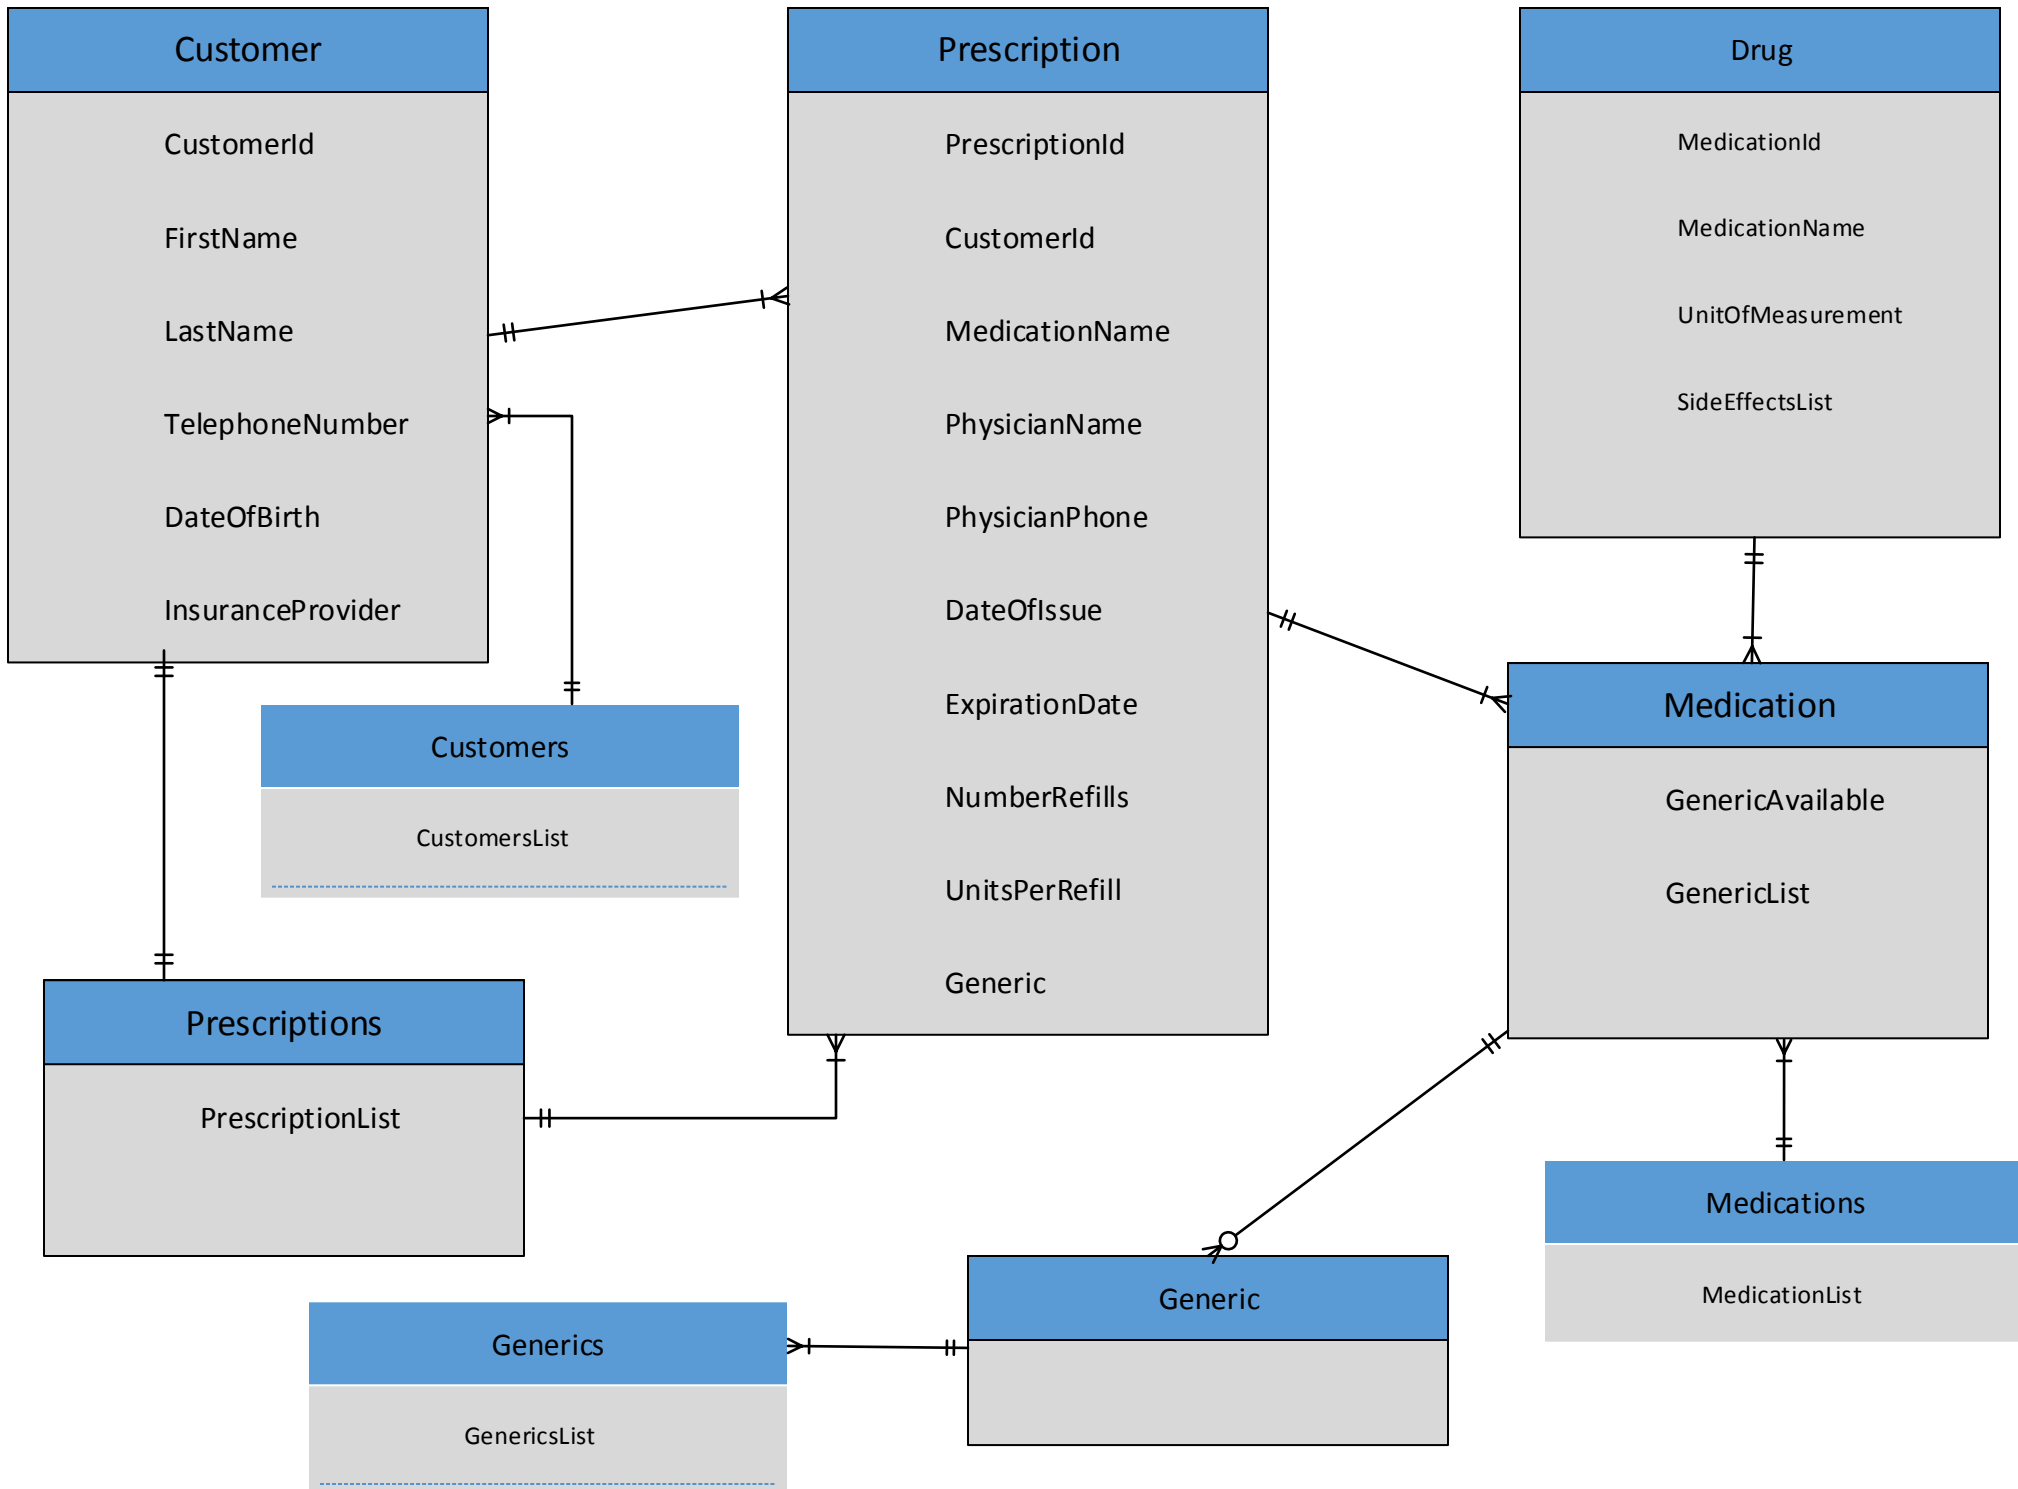 Customer
CustomerId
FirstName
LastName
TelephoneNumber
DateOfBirth
InsuranceProvider
Prescription
PrescriptionId
CustomerId
MedicationName
PhysicianName
PhysicianPhone
DateOfIssue
ExpirationDate
NumberRefills
UnitsPerRefill
Generic
Drug
MedicationId
MedicationName
UnitOfMeasurement
SideEffectsList
Customers
CustomersList
Medication
GenericAvailable
GenericList
Prescriptions
PrescriptionList
Medications
MedicationList
Generic
Generics
GenericsList